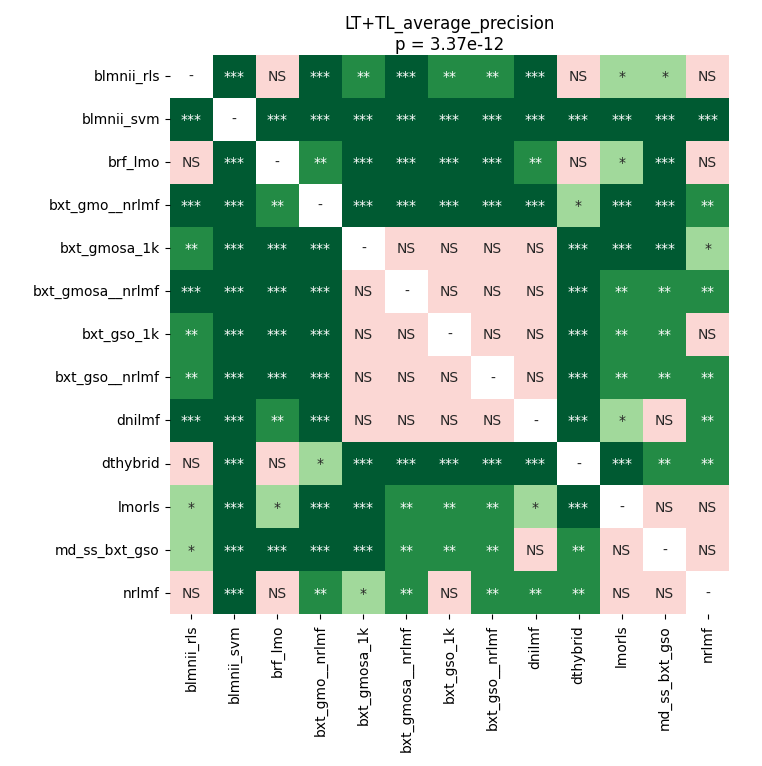 LT+TL_average_precision
p = 3.37e-12
blmnii_rls - *** NS *** ** *** ** ** *** NS * * NS
blmnii_svm *** - *** *** *** *** *** *** *** *** *** *** ***
brf_lmo NS *** - ** *** *** *** *** ** NS * *** NS
bxt_gmo__nrlmf *** *** ** - *** *** *** *** *** * *** *** **
bxt_gmosa_1k ** *** *** *** - NS NS NS NS *** *** *** *
bxt_gmosa__nrlmf *** *** *** *** NS - NS NS NS *** ** ** **
bxt_gso_1k ** *** *** *** NS NS - NS NS *** ** ** NS
bxt_gso__nrlmf ** *** *** *** NS NS NS - NS *** ** ** **
dnilmf *** *** ** *** NS NS NS NS - *** * NS **
dthybrid NS *** NS * *** *** *** *** *** - *** ** **
lmorls * *** * *** *** ** ** ** * *** - NS NS
md_ss_bxt_gso * *** *** *** *** ** ** ** NS ** NS - NS
nrlmf NS *** NS ** * ** NS ** ** ** NS NS -
blmnii_rls blmnii_svm brf_lmo bxt_gmo__nrlmf bxt_gmosa_1k bxt_gmosa__nrlmf bxt_gso_1k bxt_gso__nrlmf dnilmf dthybrid lmorls md_ss_bxt_gso nrlmf